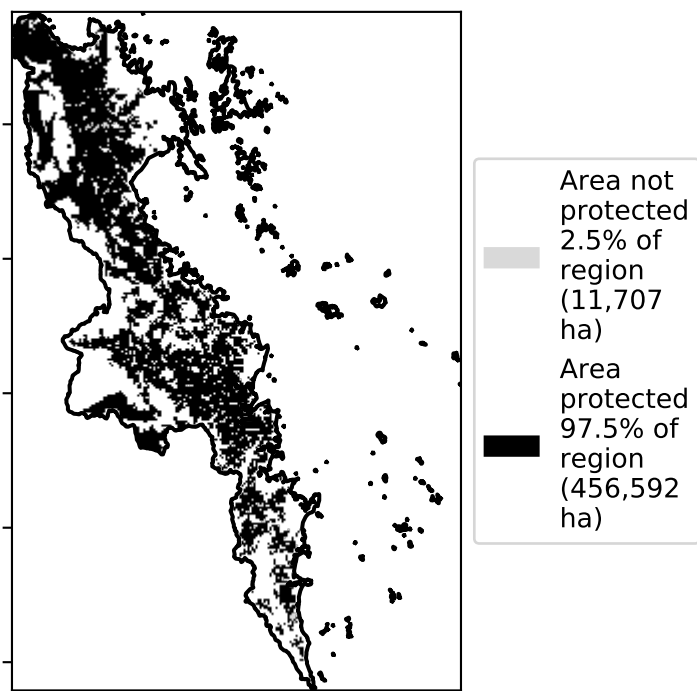 Area not
protected
2.5% of
region
(11,707
ha)
Area
protected
97.5% of
region
(456,592
ha)